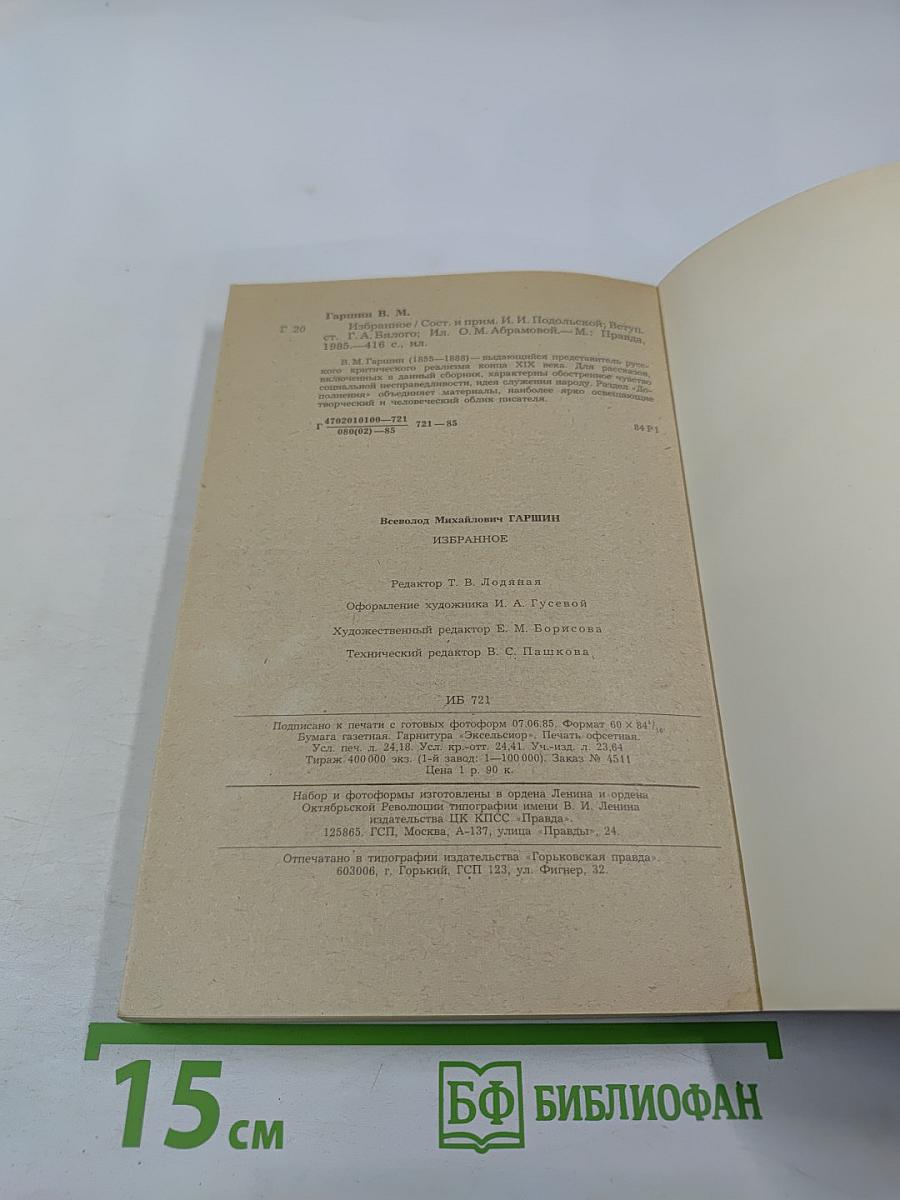 Гаршин В. М.
Г 20 Избранное / Сост. и прим. И. И. Подольской; Вступ.
ст. Г. А. Бялого; Ил. О. М. Абрамовой.— М.: Правда,
1985.—416 с., ил.
В. М. Гаршин (1855—1888) — выдающийся представитель русс-
кого критического реализма конца XIX века. Для рассказов,
включенных в данный сборник, характерны обостренное чувство
социальной несправедливости, идея служения народу. Раздел «До-
полнения» объединяет материалы, наиболее ярко освещающие
творческий и человеческий облик писателя.
Г 4702010100—721
080(02)—85 721—85 84 Р1
Всеволод Михайлович ГАРШИН
ИЗБРАННОЕ
Редактор Т. В. Лодяная
Оформление художника И. А. Гусевой
Художественный редактор Е. М. Борисова
Технический редактор В. С. Пашкова
ИБ 721
Подписано к печати с готовых фотоформ 07.06.85. Формат 60 × 84¹/₁₆.
Бумага газетная. Гарнитура «Эксельсиор». Печать офсетная.
Усл. печ. л. 24,18. Усл. кр.-отт. 24,41. Уч.-изд. л. 23,64
Тираж 400 000 экз. (1-й завод: 1—100 000). Заказ № 4511
Цена 1 р. 90 к.
Набор и фотоформы изготовлены в ордена Ленина и ордена
Октябрьской Революции типографии имени В. И. Ленина
издательства ЦК КПСС «Правда».
125865, ГСП, Москва, А-137, улица «Правды», 24.
Отпечатано в типографии издательства «Горьковская правда».
603006, г. Горький, ГСП 123, ул. Фигнер, 32.
15 см
БФ БИБЛИОФАН